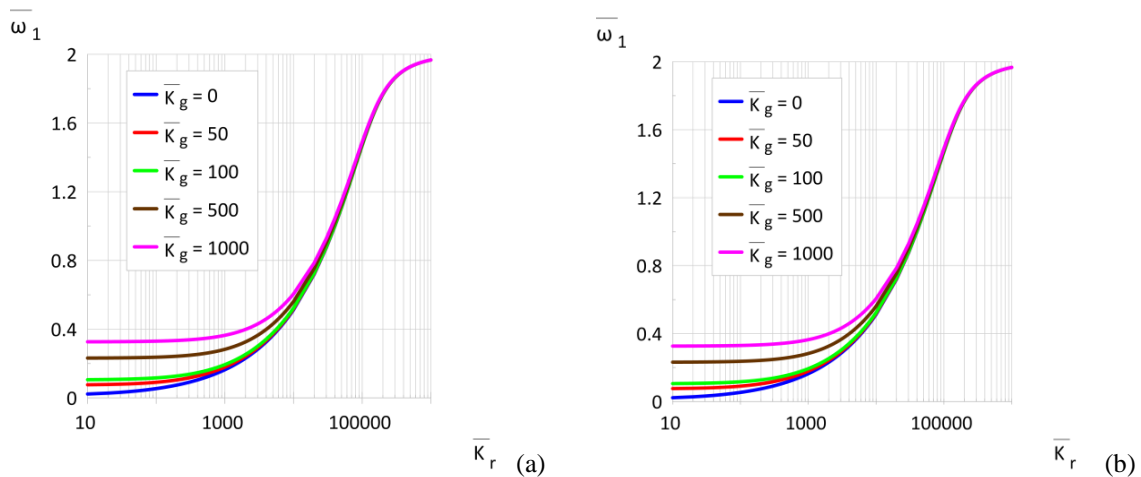 ω̅ 1
2
1.6
1.2
0.8
0.4
0
K̅ g = 0
K̅ g = 50
K̅ g = 100
K̅ g = 500
K̅ g = 1000
10 1000 100000
K̅ r (a)
ω̅ 1
2
1.6
1.2
0.8
0.4
0
K̅ g = 0
K̅ g = 50
K̅ g = 100
K̅ g = 500
K̅ g = 1000
10 1000 100000
K̅ r (b)